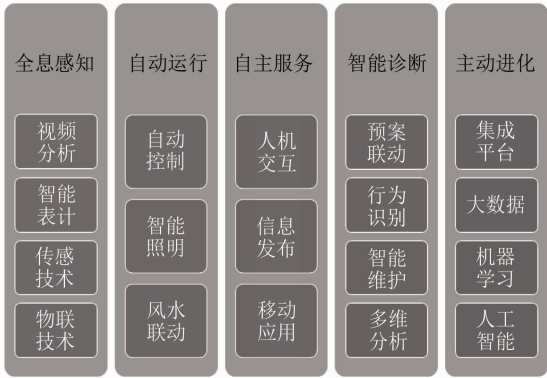 全息感知
视频
分析
智能
表计
传感
技术
物联
技术
自动运行
自动
控制
智能
照明
风水
联动
自主服务
人机
交互
信息
发布
移动
应用
智能诊断
预案
联动
行为
识别
智能
维护
多维
分析
主动进化
集成
平台
大数据
机器
学习
人工
智能